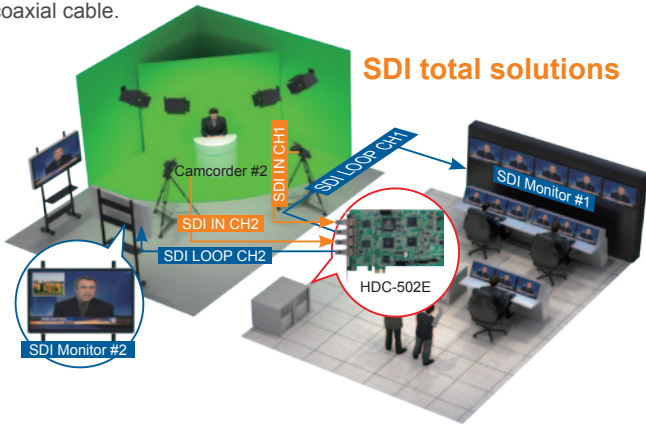 coaxial cable.
SDI total solutions
Camcorder #2
SDI IN CH1
SDI LOOP CH1
SDI Monitor #1
SDI IN CH2
SDI LOOP CH2
HDC-502E
SDI Monitor #2